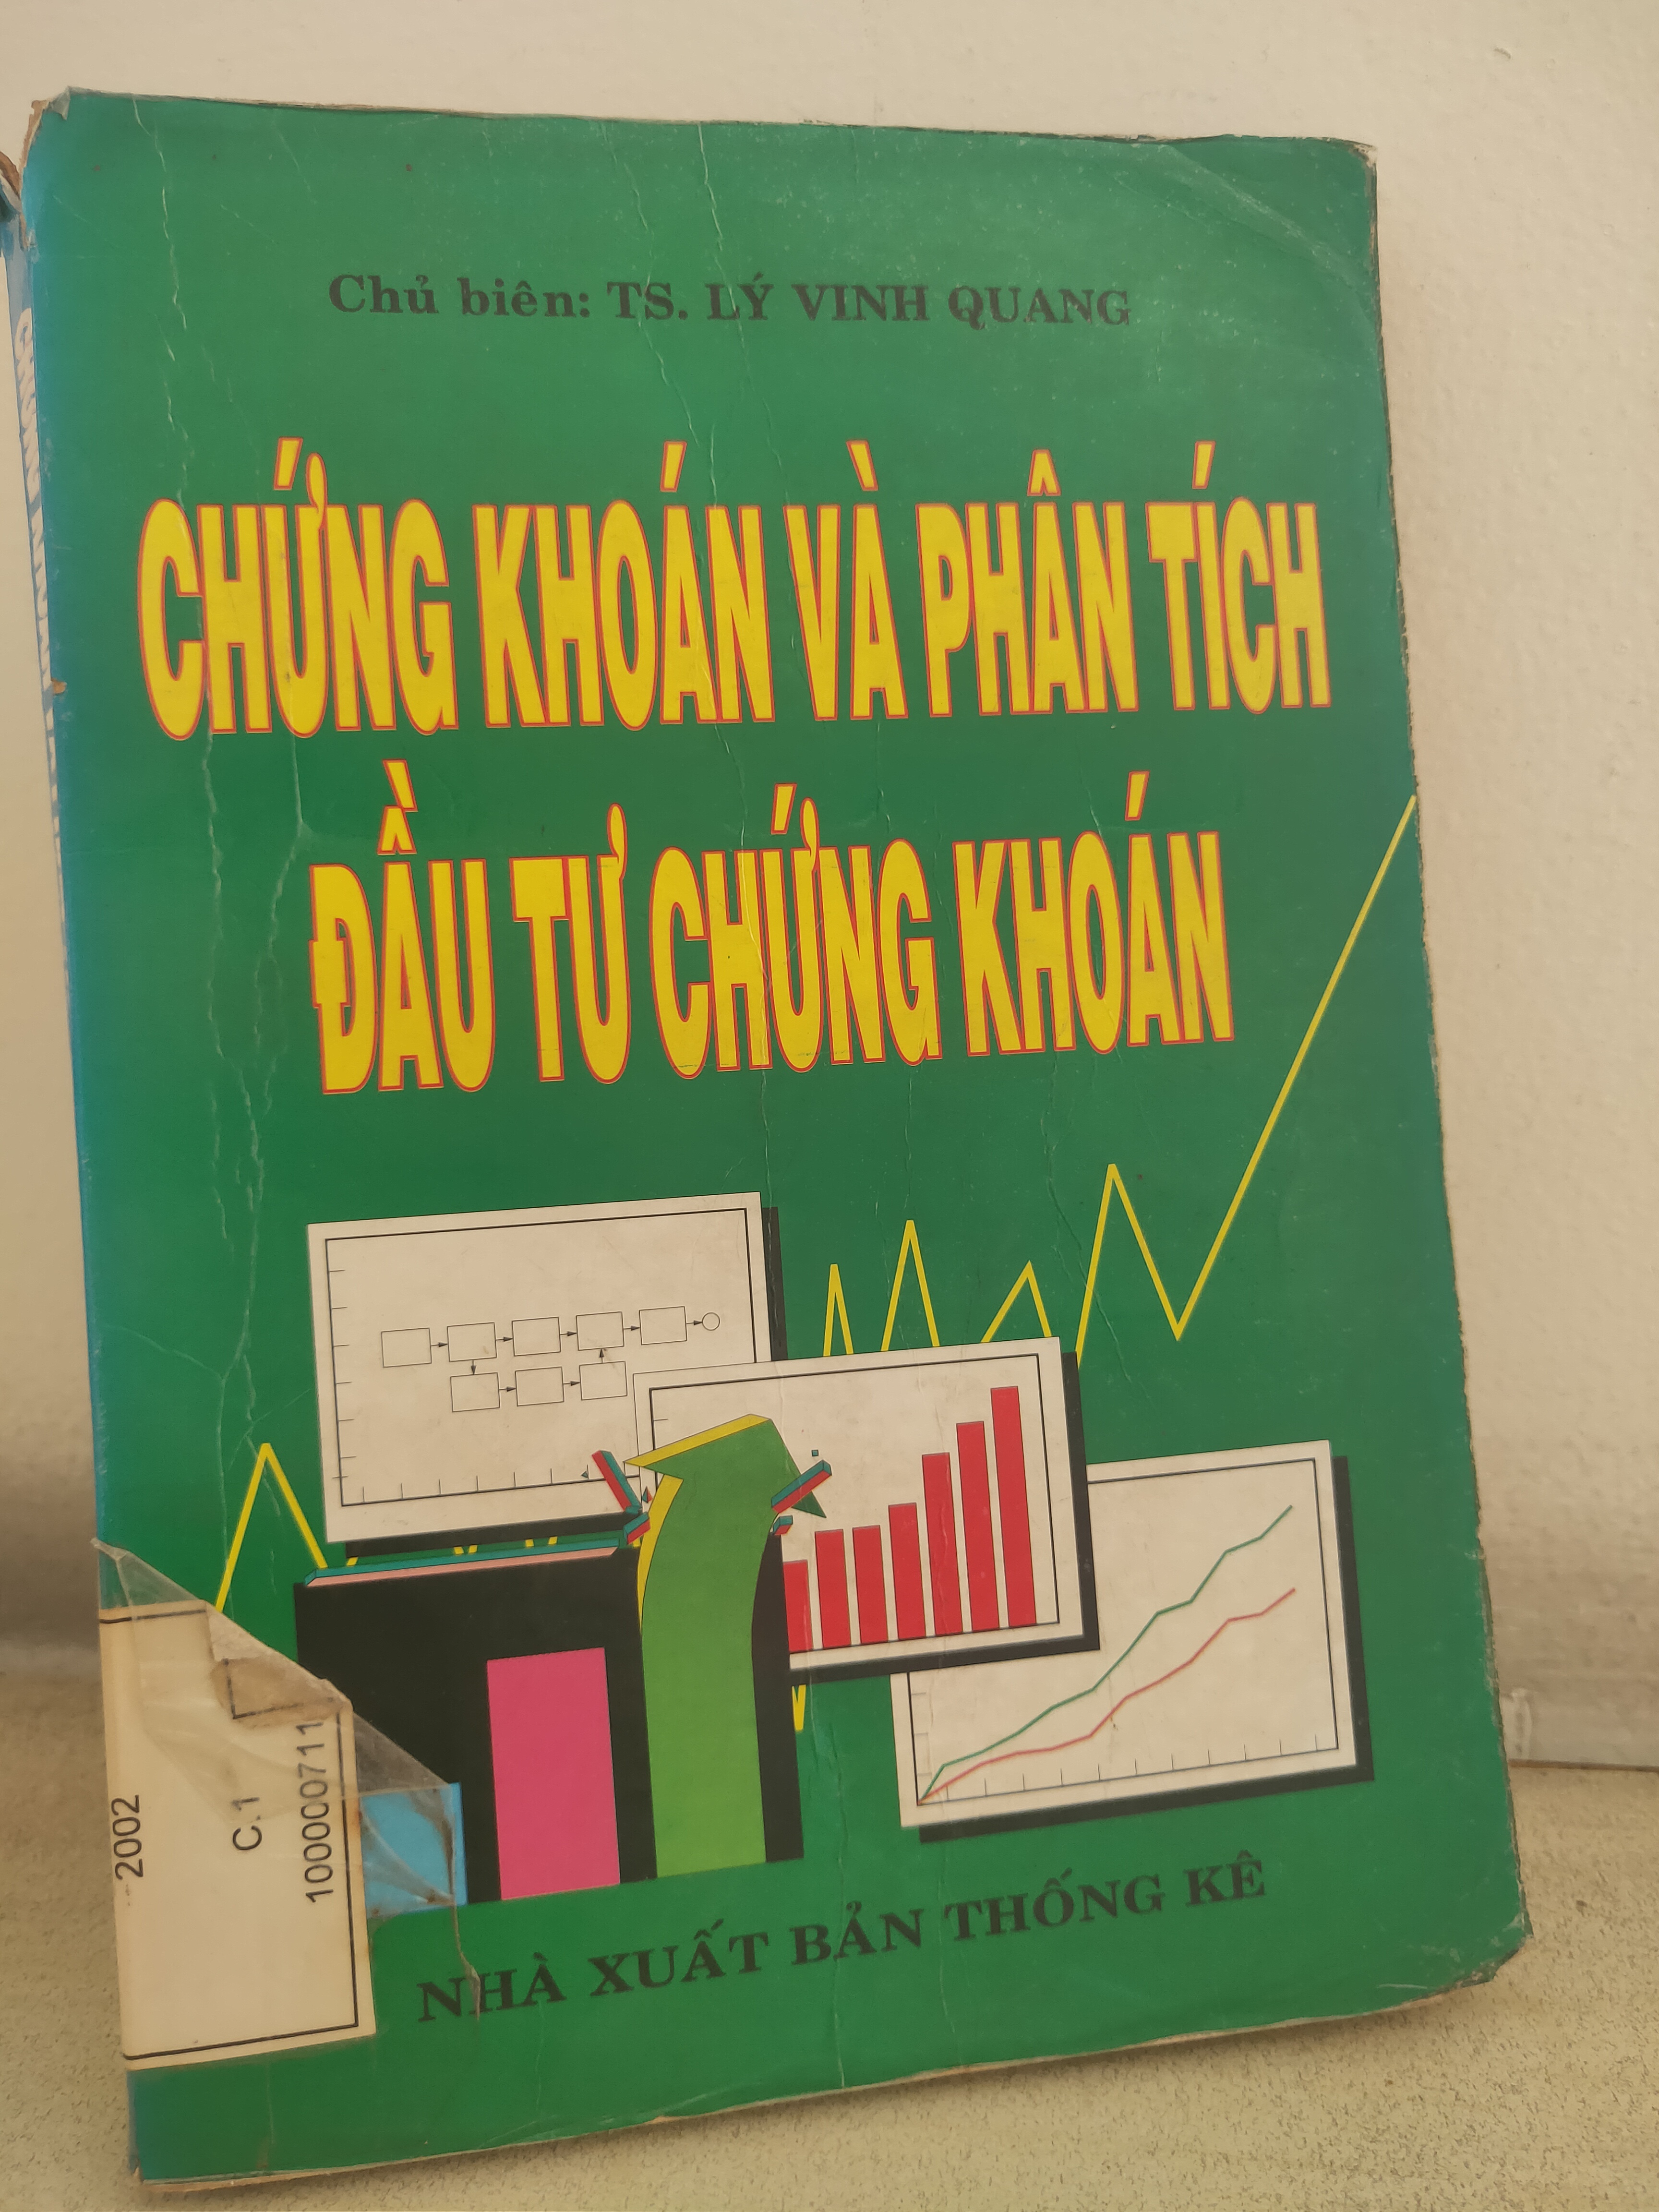 Chủ biên: TS. LÝ VINH QUANG
CHỨNG KHOÁN VÀ PHÂN TÍCH
ĐẦU TƯ CHỨNG KHOÁN
2002
C.1
10000711
NHÀ XUẤT BẢN THỐNG KÊ